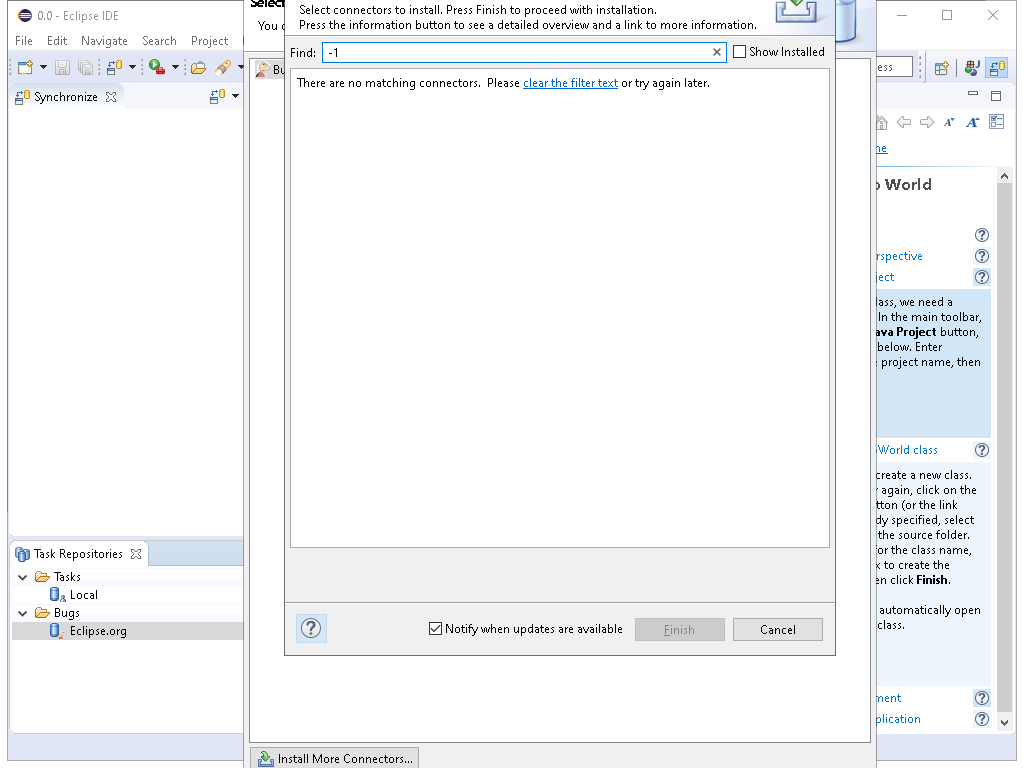 0.0 - Eclipse IDE
File Edit Navigate Search Project
Synchronize
Task Repositories
Tasks
Local
Bugs
Eclipse.org
Select
You
Bu
Select connectors to install. Press Finish to proceed with installation.
Press the information button to see a detailed overview and a link to more information.
Find: -1
Show Installed
There are no matching connectors. Please clear the filter text or try again later.
Notify when updates are available
Finish
Cancel
Install More Connectors...
ess
me
o World
rspective
ject
lass, we need a
In the main toolbar,
ava Project button,
below. Enter
project name, then
World class
create a new class.
again, click on the
tton (or the link
dy specified, select
the source folder.
for the class name,
k to create the
en click Finish.
automatically open
class.
ment
plication